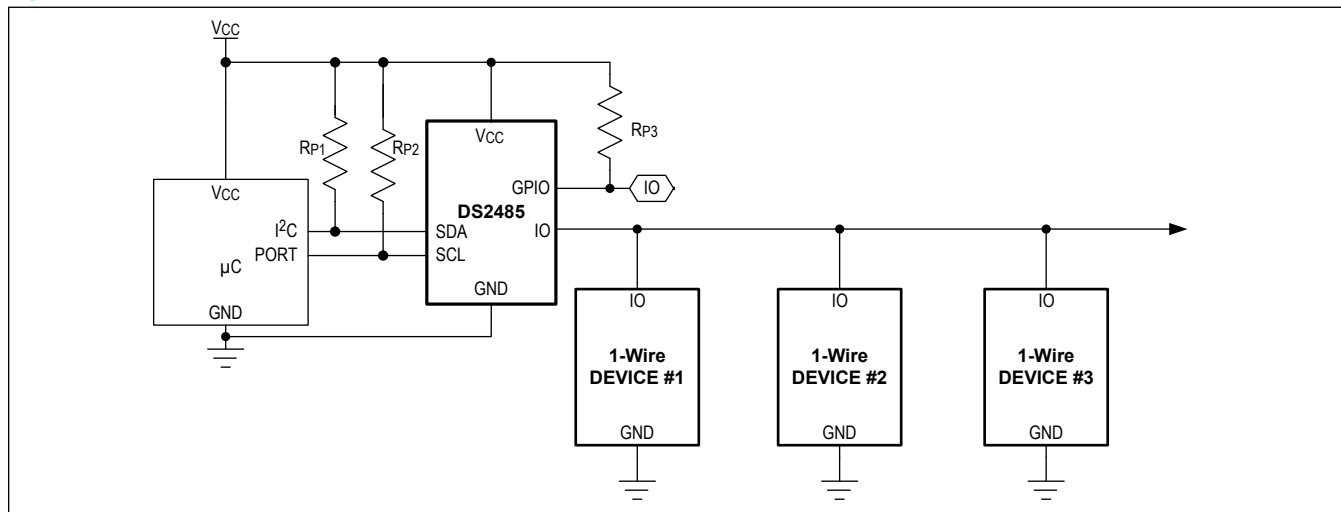 VCC
RP1
RP2
RP3
VCC
VCC
GPIO
IO
DS2485
I²C
SDA
IO
PORT
SCL
µC
GND
GND
IO
IO
IO
1-Wire
DEVICE #1
1-Wire
DEVICE #2
1-Wire
DEVICE #3
GND
GND
GND